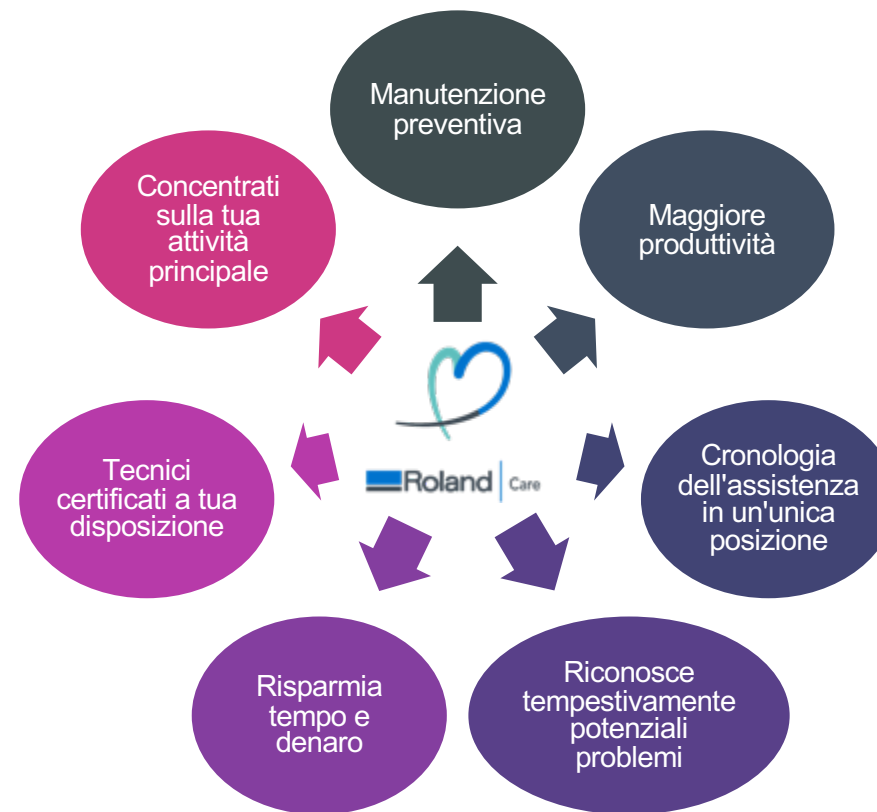 Manutenzione
preventiva
Maggiore
produttività
Cronologia
dell'assistenza
in un'unica
posizione
Riconosce
tempestivamente
potenziali
problemi
Risparmia
tempo e
denaro
Tecnici
certificati a tua
disposizione
Concentrati
sulla tua
attività
principale
Roland Care